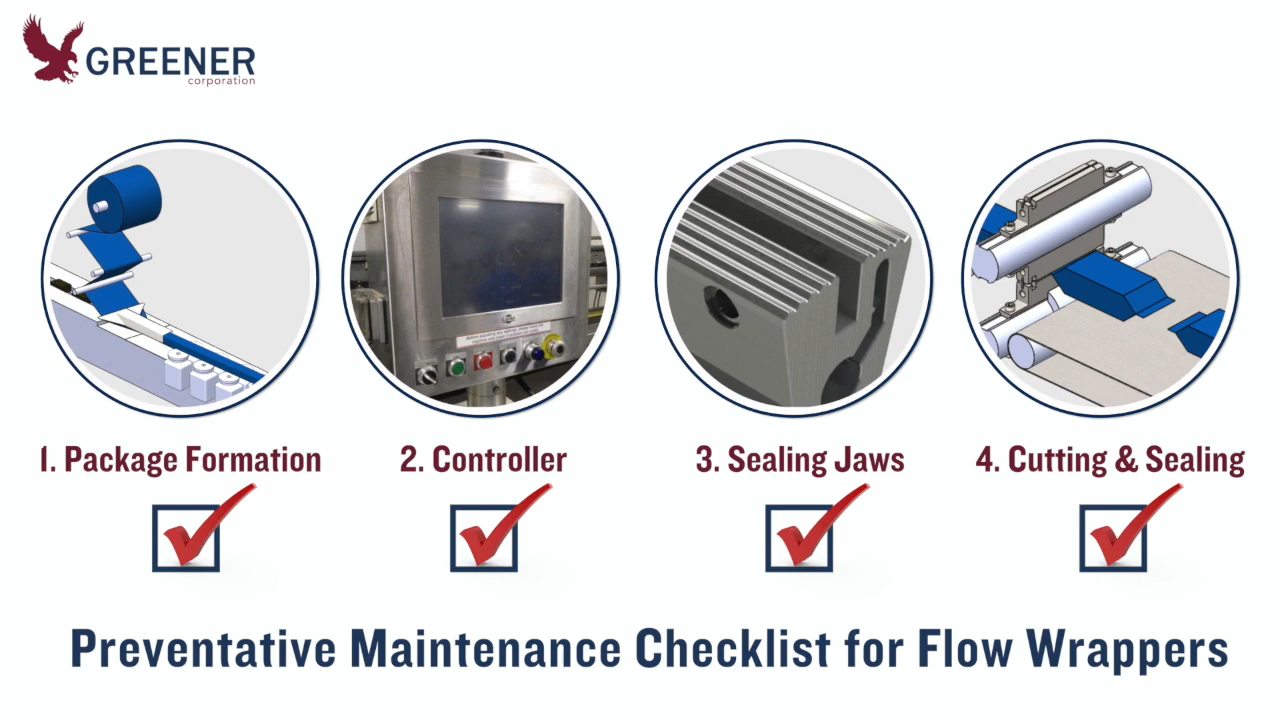 GREENER
corporation
1. Package Formation
2. Controller
3. Sealing Jaws
4. Cutting & Sealing
Preventative Maintenance Checklist for Flow Wrappers